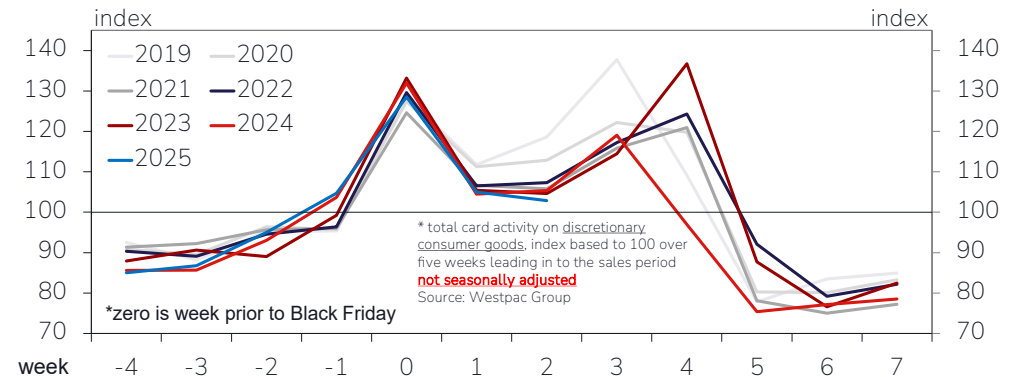 index index
140 140
130 130
120 120
110 110
100 100
90 90
80 80
70 70
2019 2020
2021 2022
2023 2024
2025
* total card activity on discretionary
consumer goods, index based to 100 over
five weeks leading in to the sales period
not seasonally adjusted
Source: Westpac Group
*zero is week prior to Black Friday
week -4 -3 -2 -1 0 1 2 3 4 5 6 7